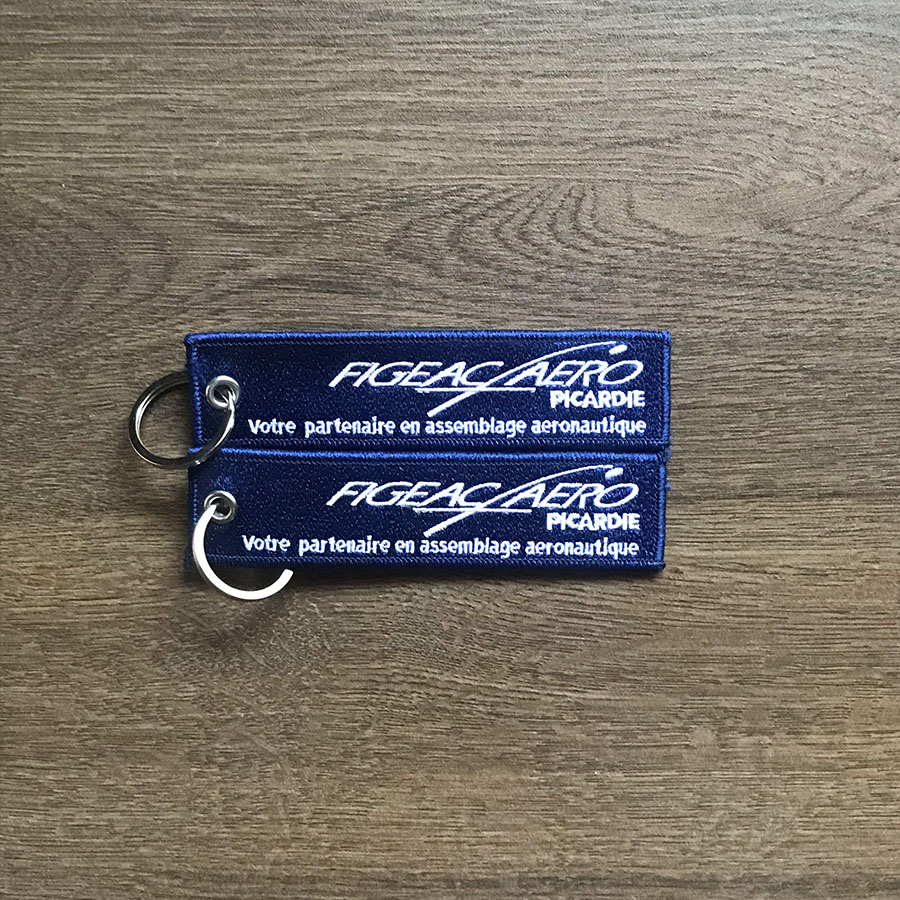 FIGEAC AERO
PICARDIE
Votre partenaire en assemblage aeronautique
FIGEAC AERO
PICARDIE
Votre partenaire en assemblage aeronautique